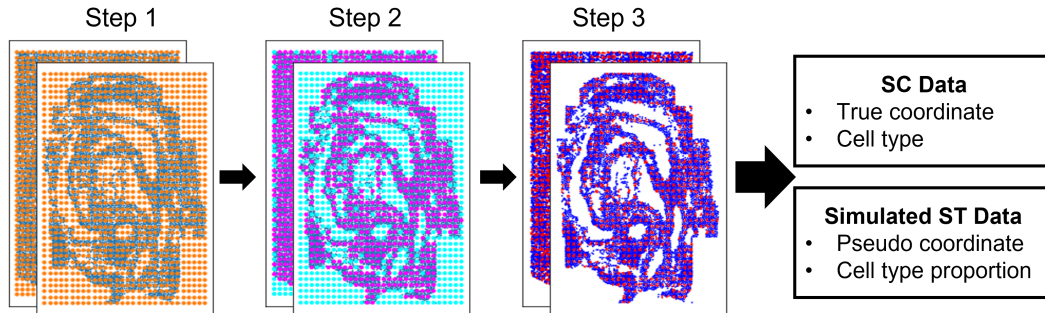 Step 1
Step 2
Step 3
SC Data
• True coordinate
• Cell type
Simulated ST Data
• Pseudo coordinate
• Cell type proportion